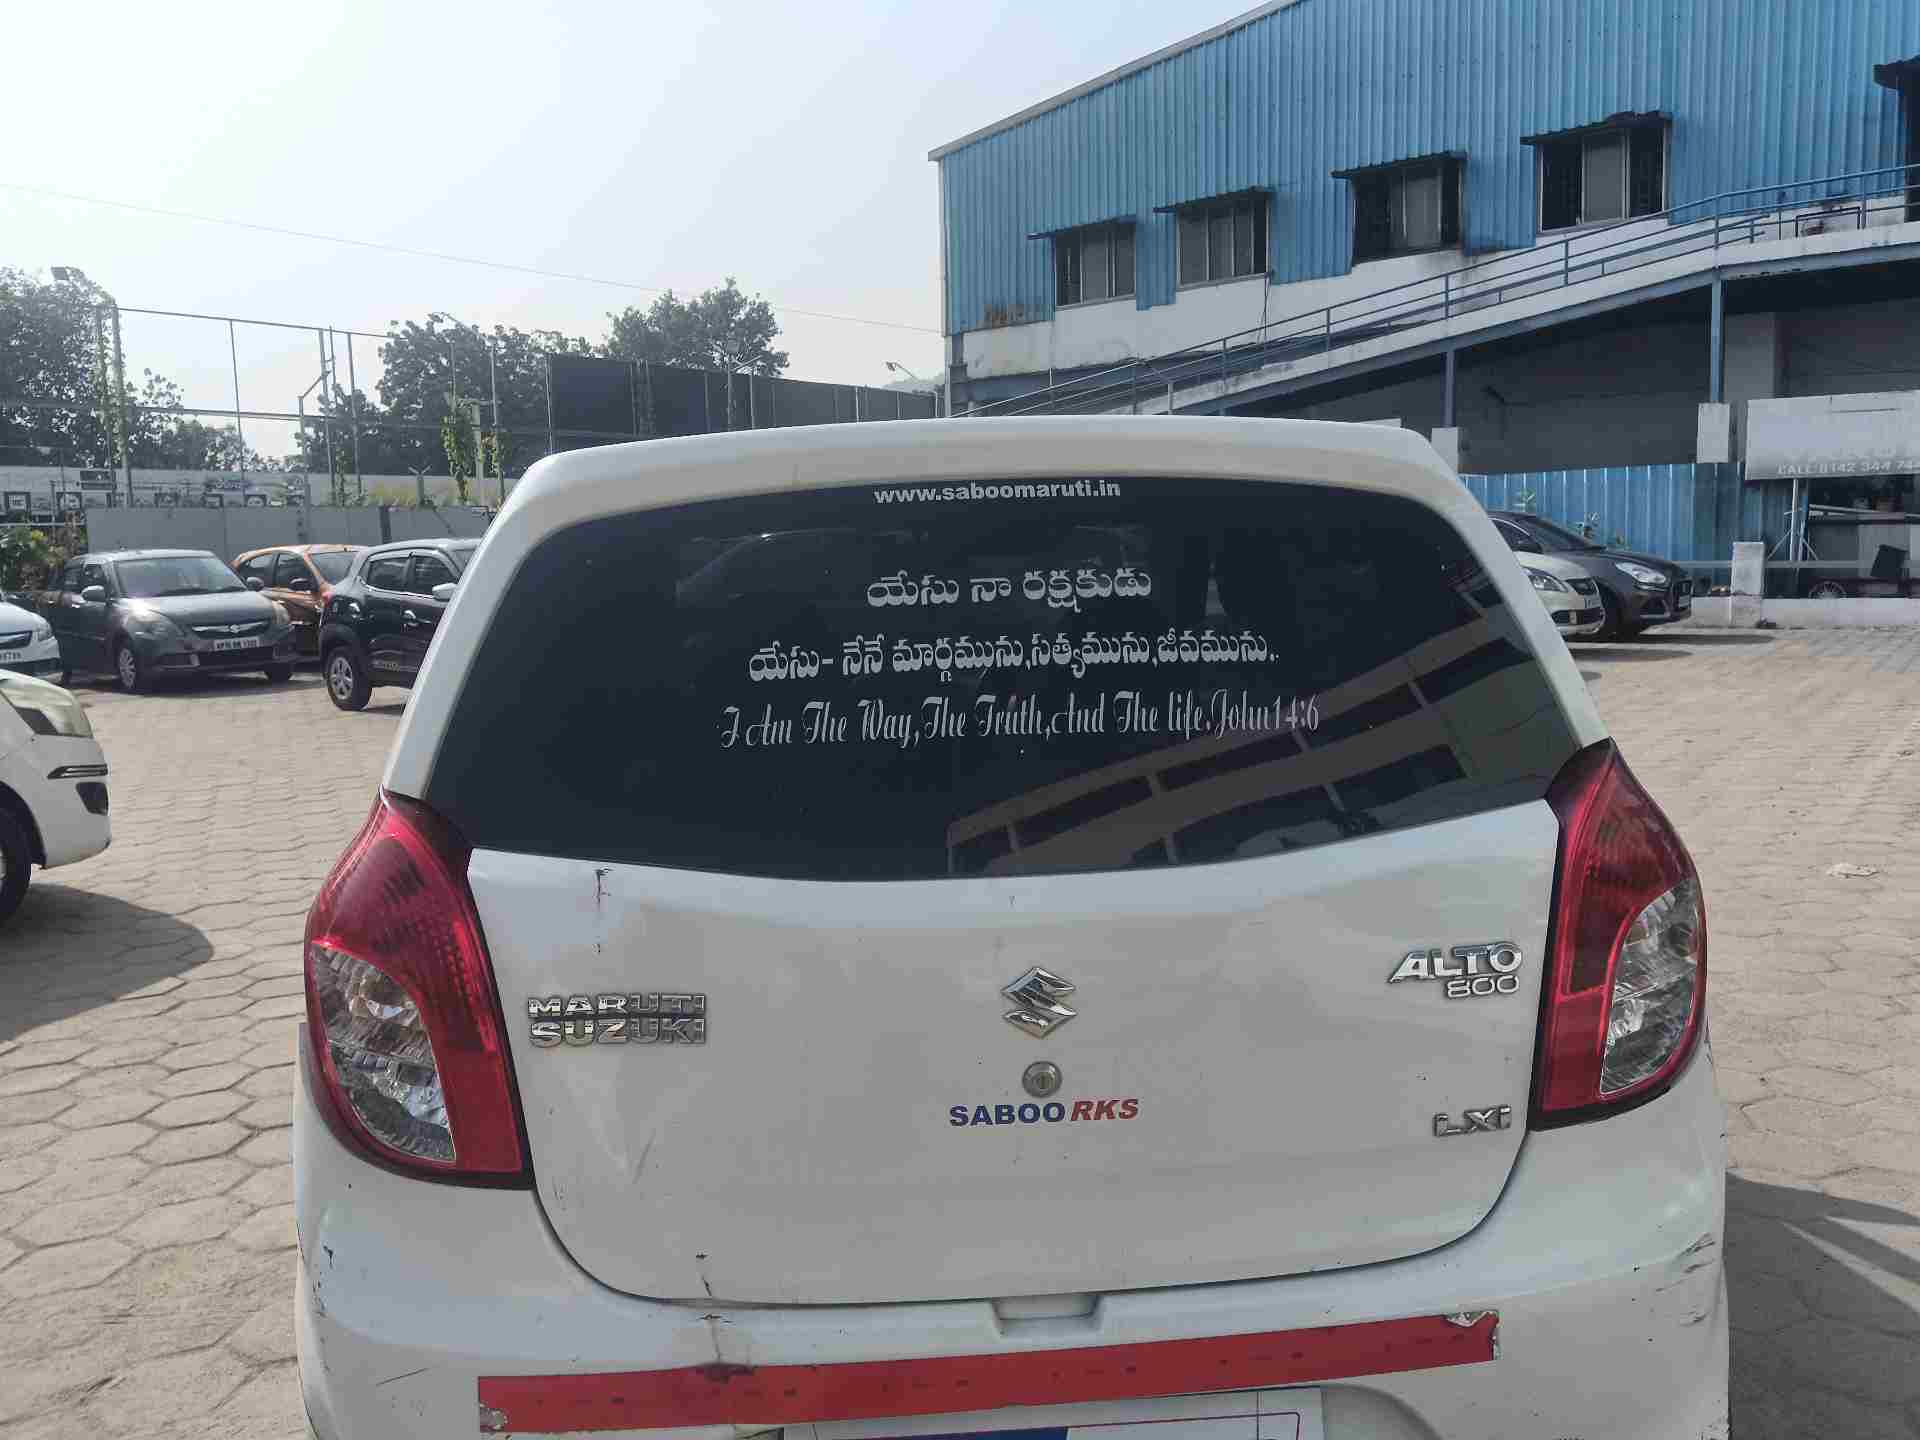 www.saboomaruti.in
యేసు నా రక్షకుడు
యేసు- నేనే మార్గమును,సత్యమును,జీవమును..
I Am The Way,The Truth,And The life.John14:6
MARUTI
SUZUKI
ALTO
800
SABOO RKS
LXi